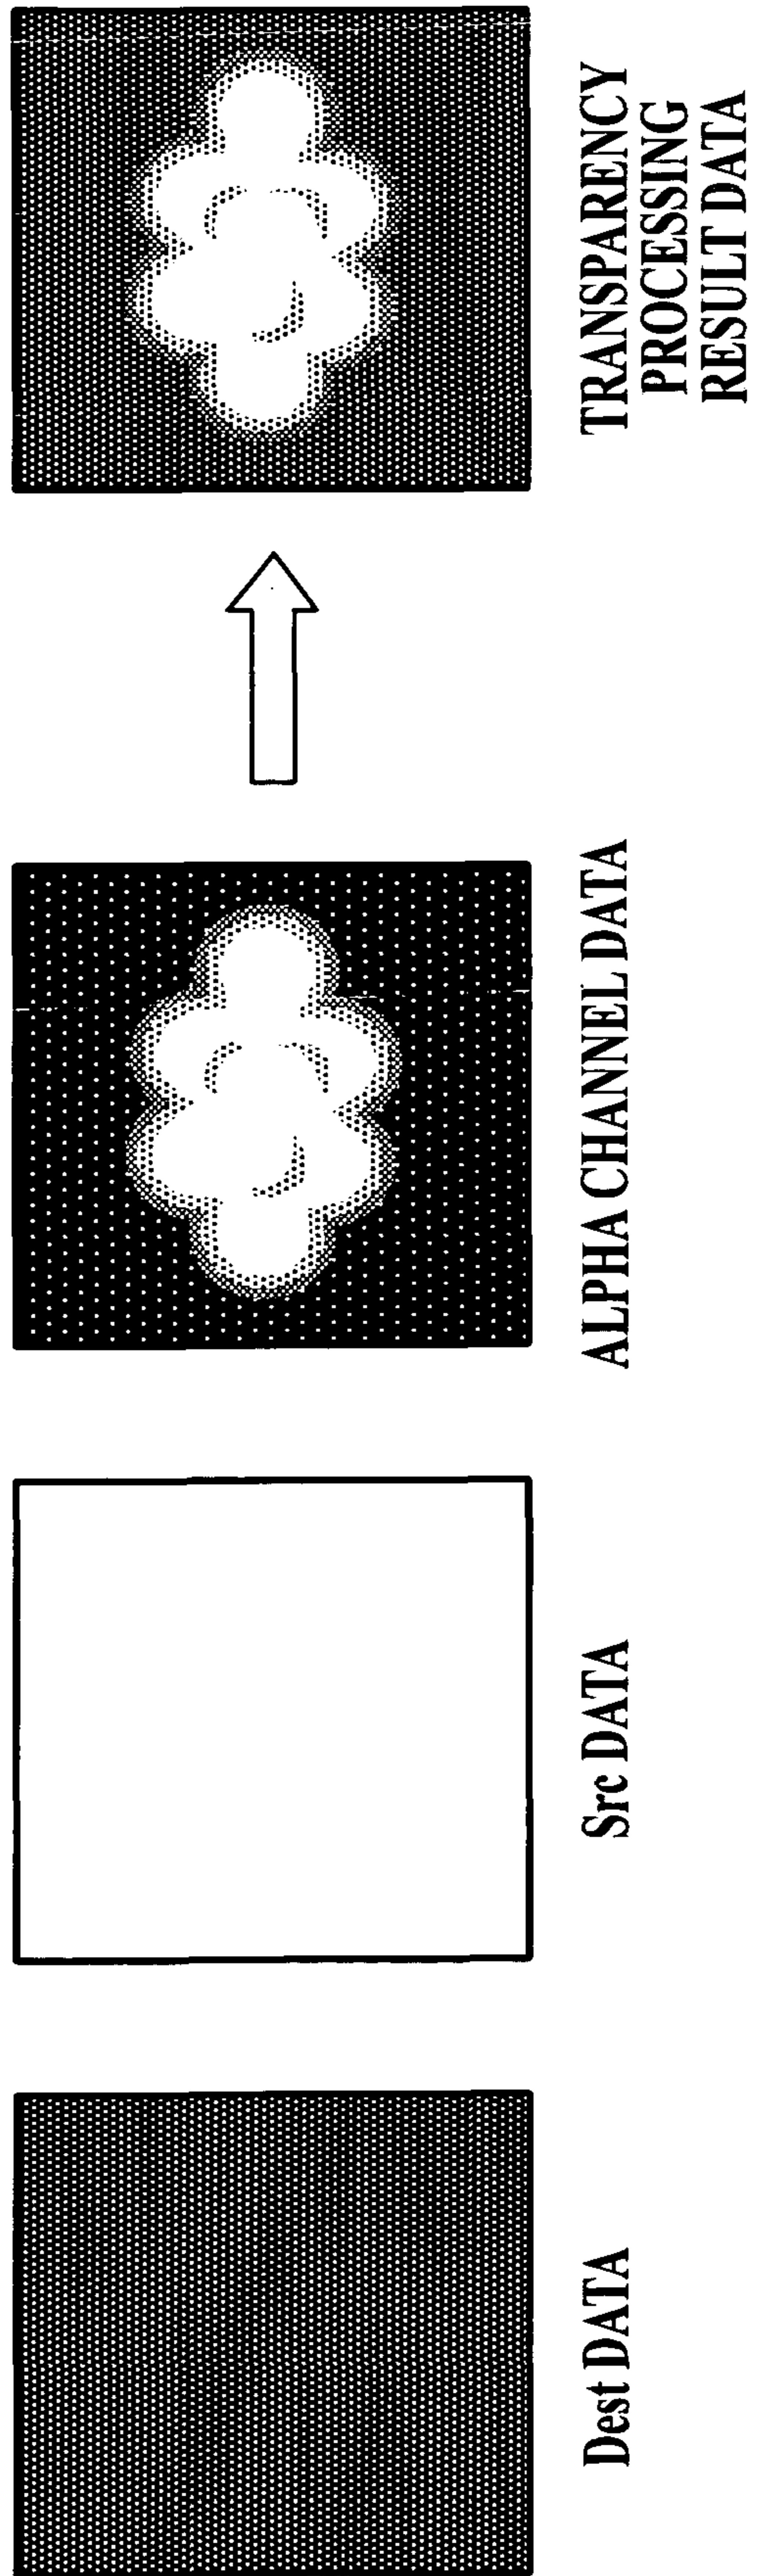 Dest DATA
Src DATA
ALPHA CHANNEL DATA
TRANSPARENCY
PROCESSING
RESULT DATA